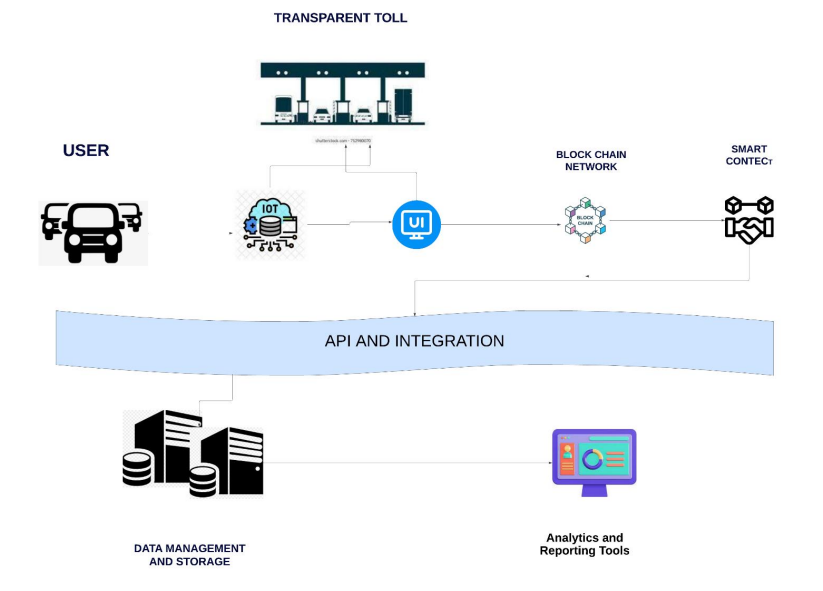 TRANSPARENT TOLL
shutterstock.com · 752980075
USER
BLOCK CHAIN
NETWORK
SMART
CONTECT
IOT
UI
BLOCK
CHAIN
API AND INTEGRATION
DATA MANAGEMENT
AND STORAGE
Analytics and
Reporting Tools